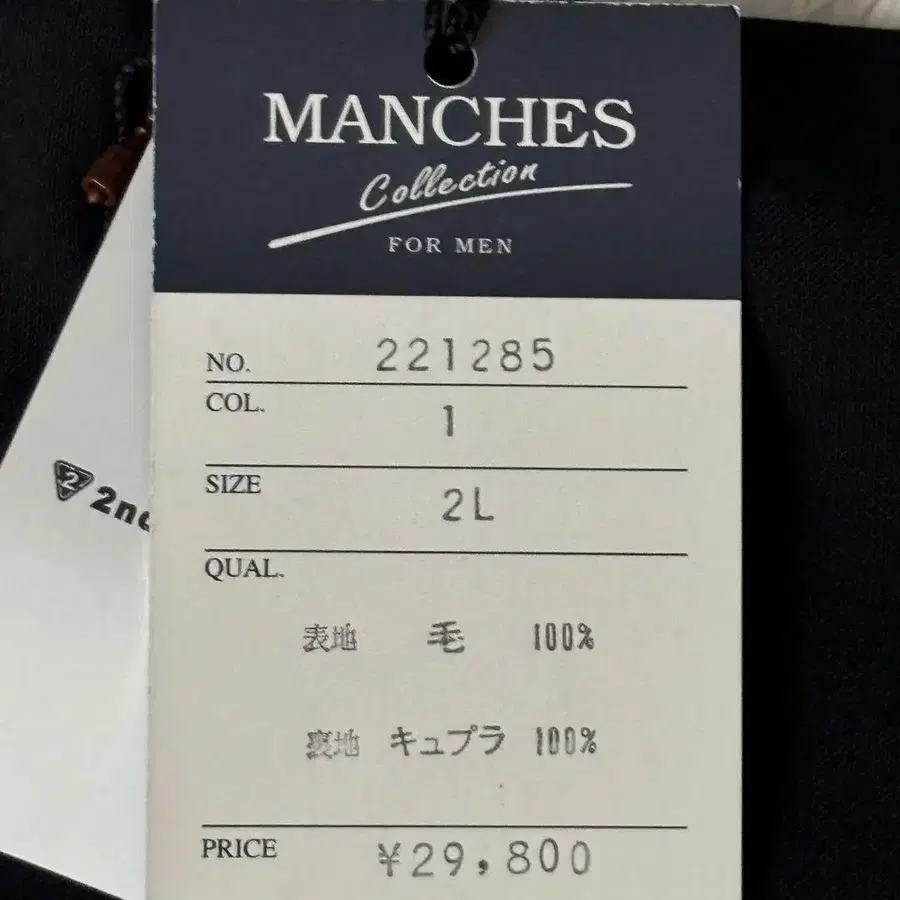 MANCHES
Collection
FOR MEN
NO. 221285
COL. 1
SIZE 2L
QUAL.
表地 毛 100%
裏地 キュプラ 100%
PRICE ¥29,800
2